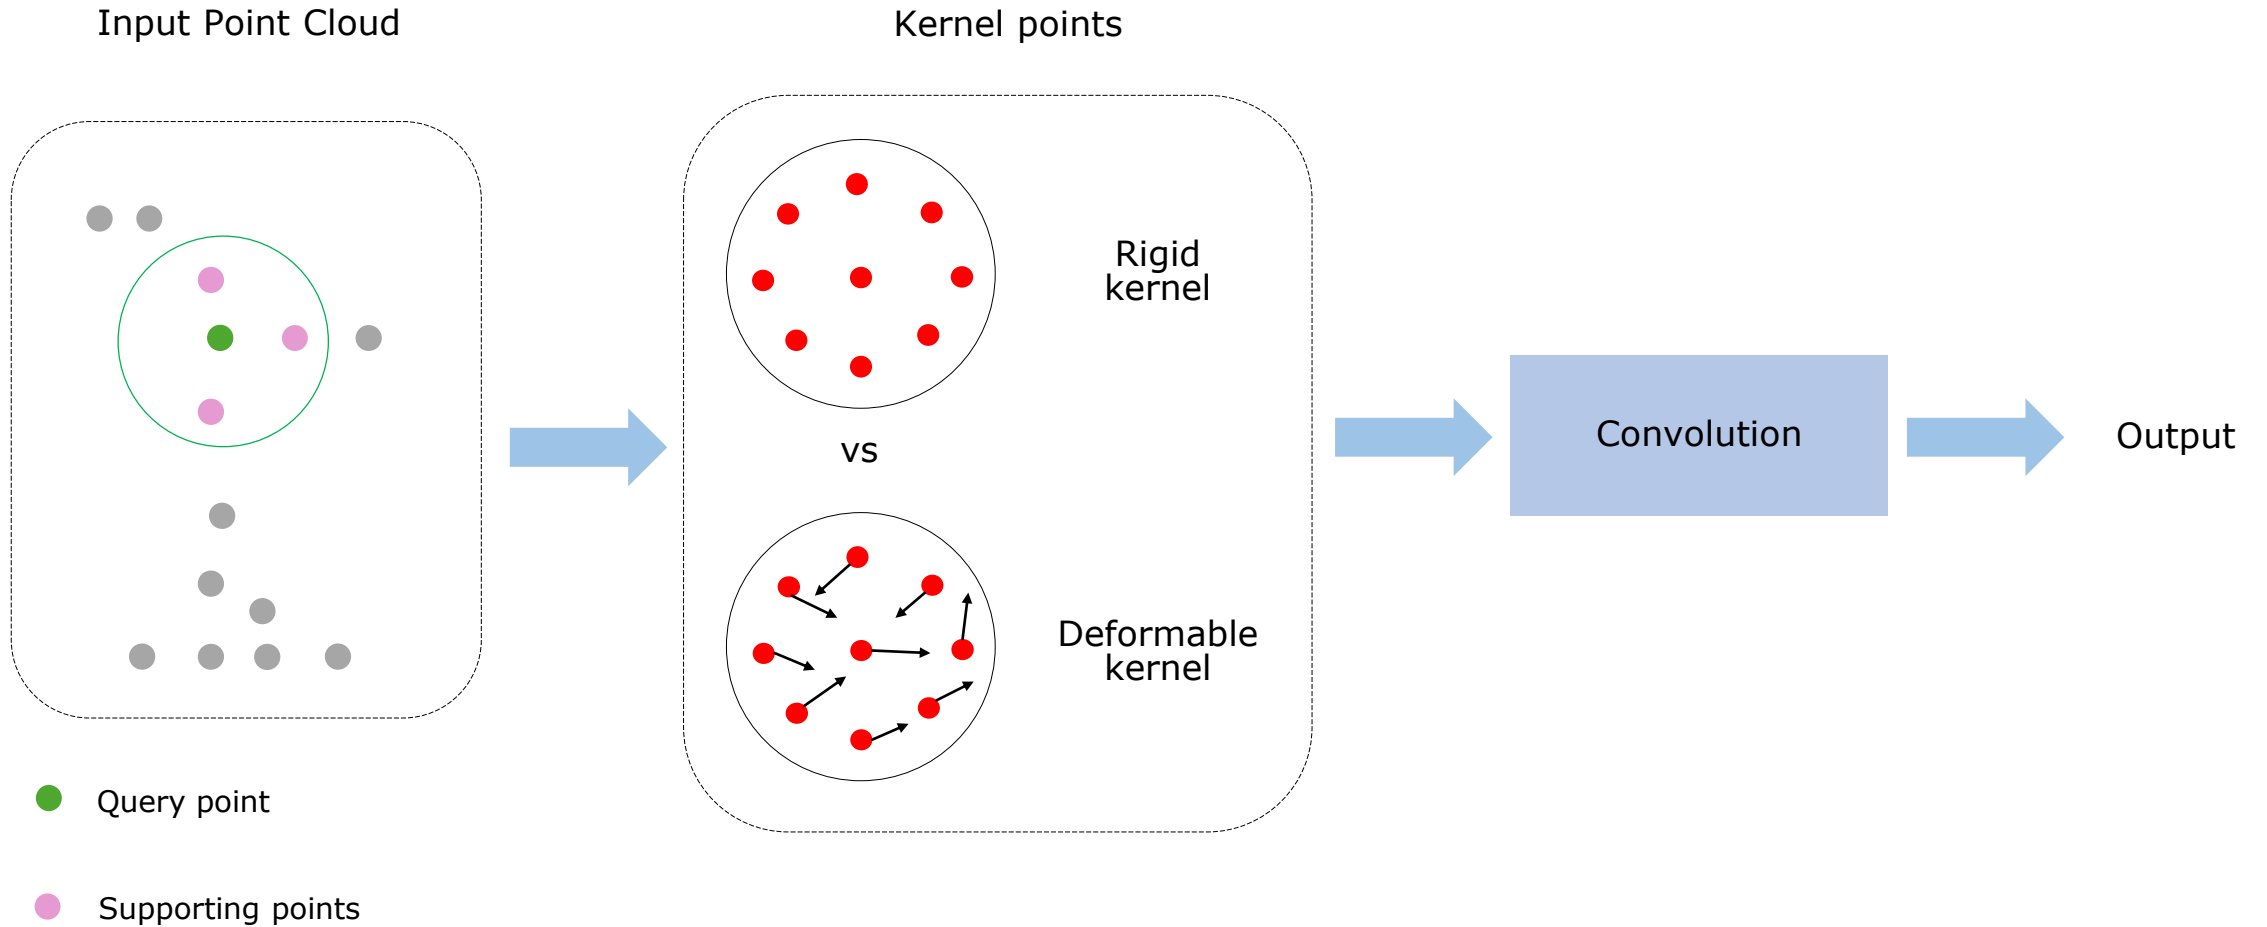 Input Point Cloud
Kernel points
Rigid
kernel
vs
Deformable
kernel
Convolution
Output
Query point
Supporting points